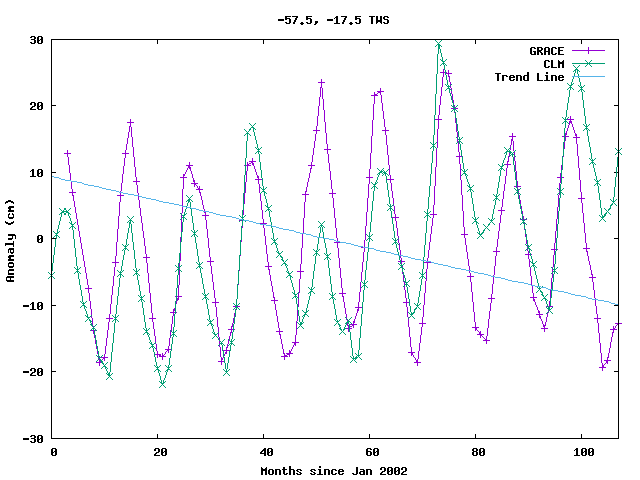 -57.5, -17.5 TWS
GRACE
CLM
Trend Line
30
20
10
0
-10
-20
-30
Anomaly (cm)
0 20 40 60 80 100
Months since Jan 2002